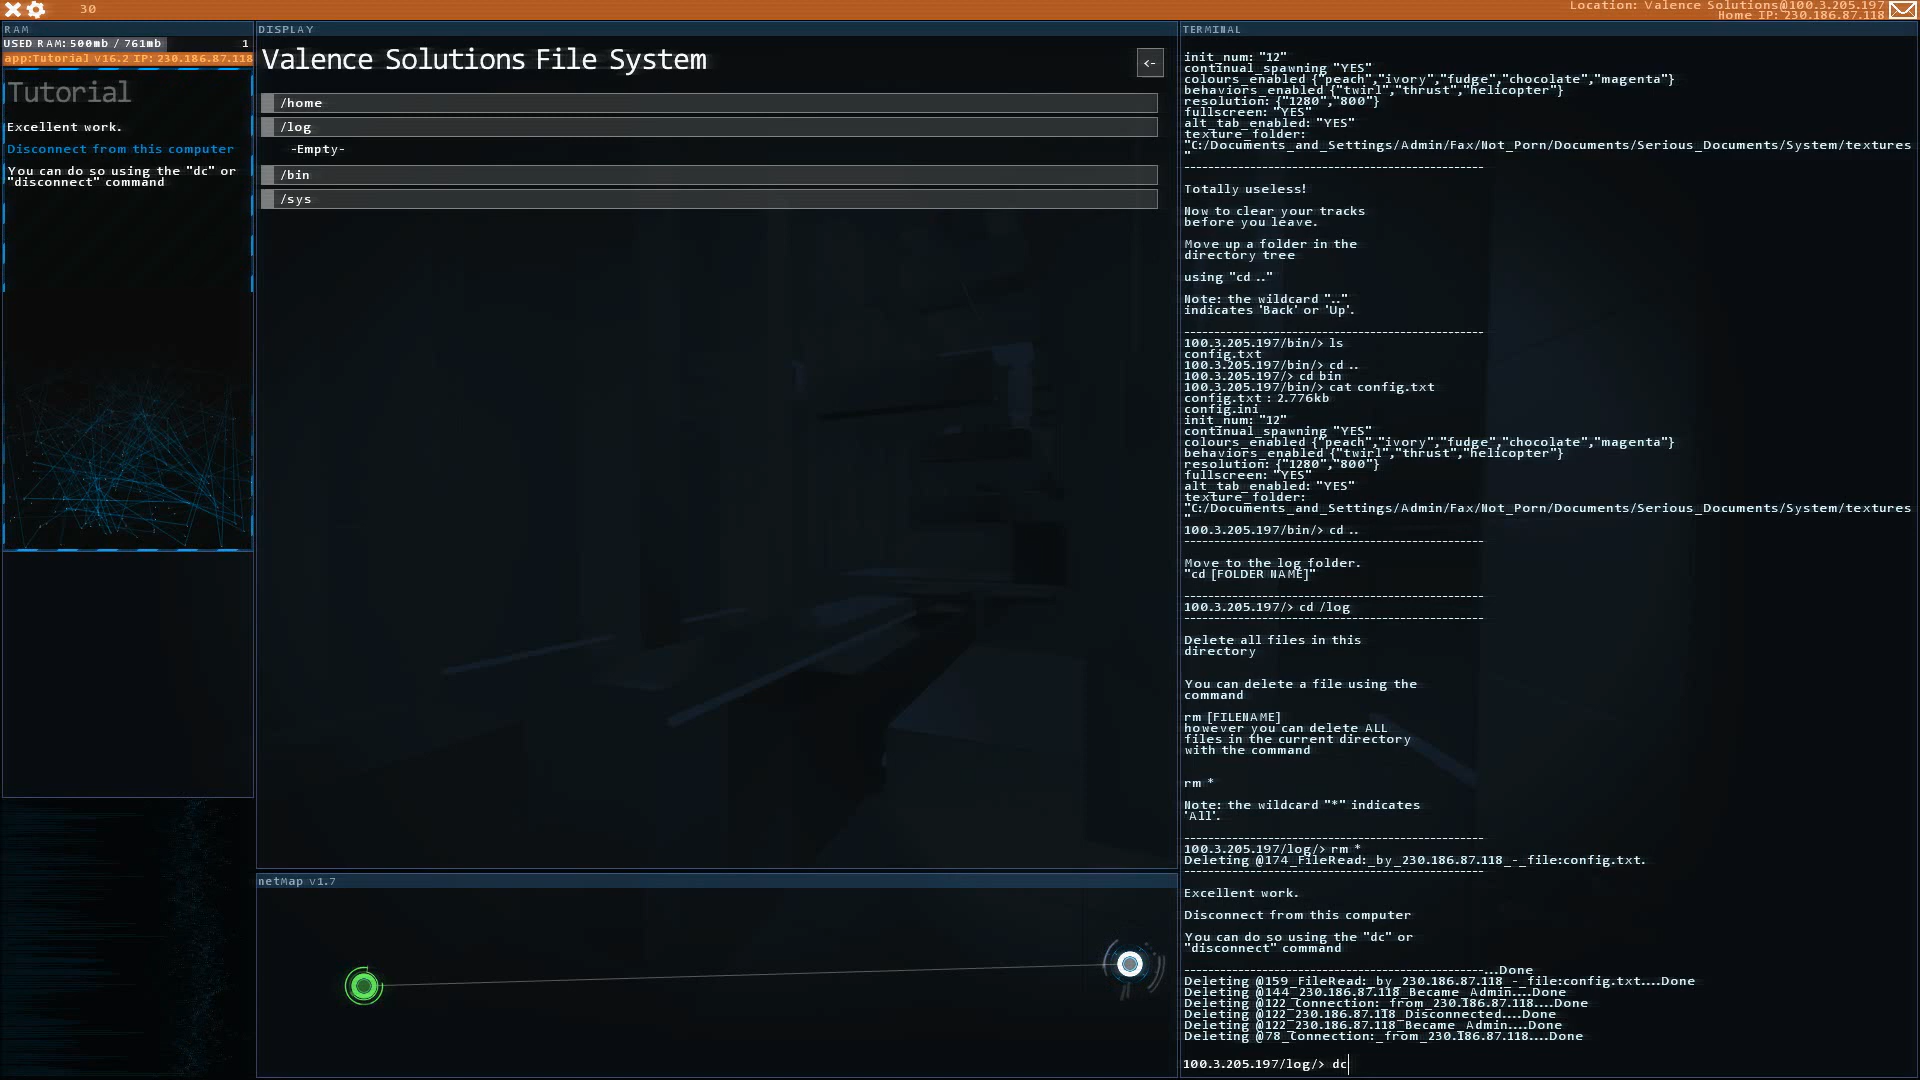 30
Location: Valence Solutions@100.3.205.197
Home IP: 230.186.87.118
RAM
USED RAM: 500mb / 761mb 1
app:Tutorial v16.2 IP: 230.186.87.118
Tutorial
Excellent work.
Disconnect from this computer
You can do so using the "dc" or
"disconnect" command
DISPLAY
Valence Solutions File System
<-
/home
/log
-Empty-
/bin
/sys
netMap v1.7
TERMINAL
init_num: "12"
continual_spawning "YES"
colours_enabled {"peach","ivory","fudge","chocolate","magenta"}
behaviors_enabled {"twirl","thrust","helicopter"}
resolution: {"1280","800"}
fullscreen: "YES"
alt_tab_enabled: "YES"
texture_folder:
"C:/Documents_and_Settings/Admin/Fax/Not_Porn/Documents/Serious_Documents/System/textures
"
--------------------------------------------------
Totally useless!
Now to clear your tracks
before you leave.
Move up a folder in the
directory tree
using "cd .."
Note: the wildcard ".."
indicates 'Back' or 'Up'.
--------------------------------------------------
100.3.205.197/bin/> ls
config.txt
100.3.205.197/bin/> cd ..
100.3.205.197/> cd bin
100.3.205.197/bin/> cat config.txt
config.txt : 2.776kb
config.ini
init_num: "12"
continual_spawning "YES"
colours_enabled {"peach","ivory","fudge","chocolate","magenta"}
behaviors_enabled {"twirl","thrust","helicopter"}
resolution: {"1280","800"}
fullscreen: "YES"
alt_tab_enabled: "YES"
texture_folder:
"C:/Documents_and_Settings/Admin/Fax/Not_Porn/Documents/Serious_Documents/System/textures
"
100.3.205.197/bin/> cd ..
--------------------------------------------------
Move to the log folder.
"cd [FOLDER NAME]"
--------------------------------------------------
100.3.205.197/> cd /log
--------------------------------------------------
Delete all files in this
directory
You can delete a file using the
command
rm [FILENAME]
however you can delete ALL
files in the current directory
with the command
rm *
Note: the wildcard "*" indicates
'All'.
--------------------------------------------------
100.3.205.197/log/> rm *
Deleting @174_FileRead:_by_230.186.87.118_-_file:config.txt.
--------------------------------------------------
Excellent work.
Disconnect from this computer
You can do so using the "dc" or
"disconnect" command
--------------------------------------------------...Done
Deleting @159_FileRead:_by_230.186.87.118_-_file:config.txt....Done
Deleting @144_230.186.87.118_Became_Admin....Done
Deleting @122_Connection:_from_230.186.87.118....Done
Deleting @122_230.186.87.118_Disconnected....Done
Deleting @122_230.186.87.118_Became_Admin....Done
Deleting @78_Connection:_from_230.186.87.118....Done
100.3.205.197/log/> dc